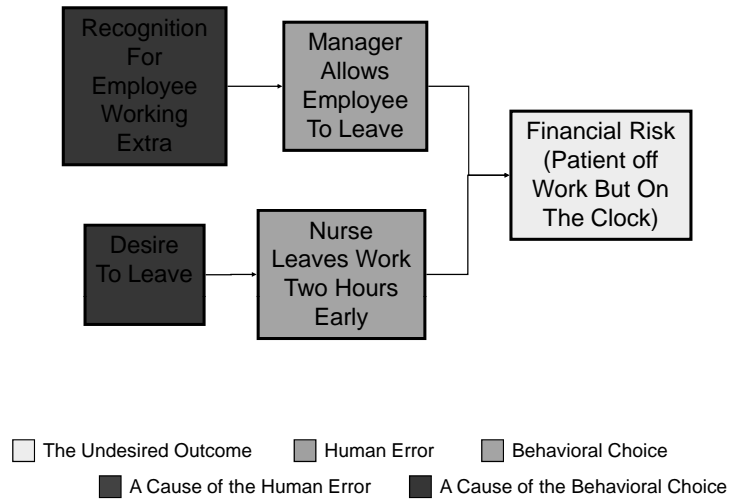 Recognition
For
Employee
Working
Extra
Manager
Allows
Employee
To Leave
Financial Risk
(Patient off
Work But On
The Clock)
Desire
To Leave
Nurse
Leaves Work
Two Hours
Early
The Undesired Outcome
Human Error
Behavioral Choice
A Cause of the Human Error
A Cause of the Behavioral Choice